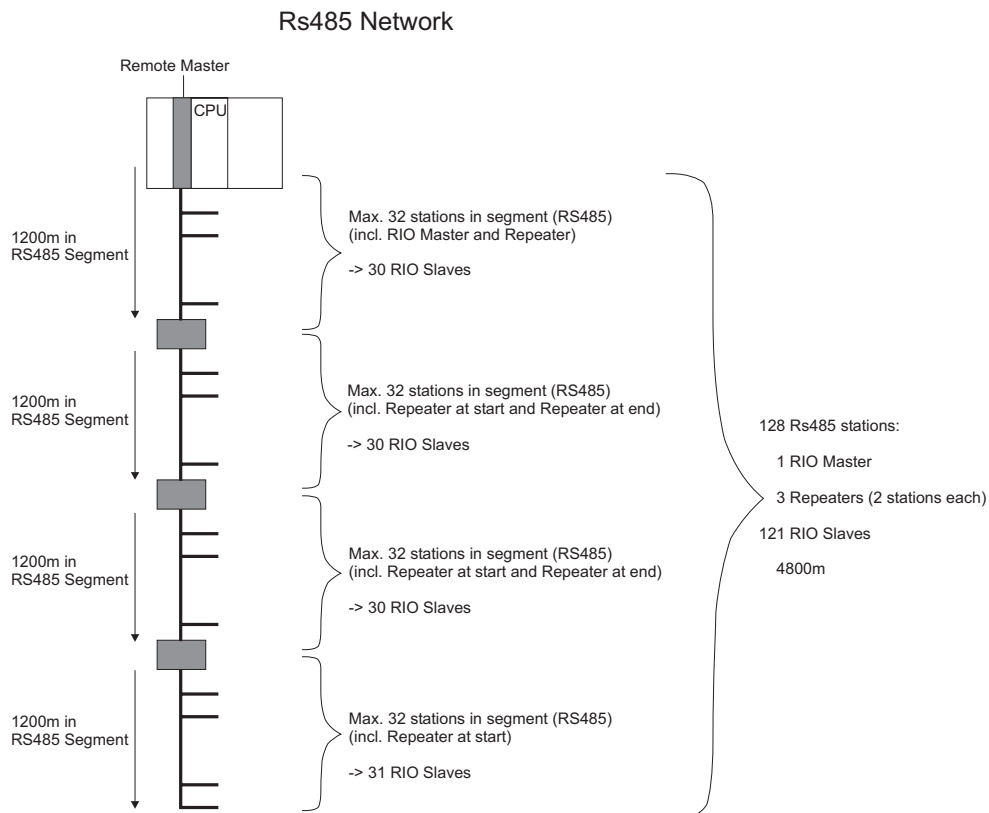 Rs485 Network
Remote Master
CPU
1200m in
RS485 Segment
Max. 32 stations in segment (RS485)
(incl. RIO Master and Repeater)
-> 30 RIO Slaves
1200m in
RS485 Segment
Max. 32 stations in segment (RS485)
(incl. Repeater at start and Repeater at end)
-> 30 RIO Slaves
128 Rs485 stations:
1 RIO Master
3 Repeaters (2 stations each)
121 RIO Slaves
4800m
1200m in
RS485 Segment
Max. 32 stations in segment (RS485)
(incl. Repeater at start and Repeater at end)
-> 30 RIO Slaves
1200m in
RS485 Segment
Max. 32 stations in segment (RS485)
(incl. Repeater at start)
-> 31 RIO Slaves